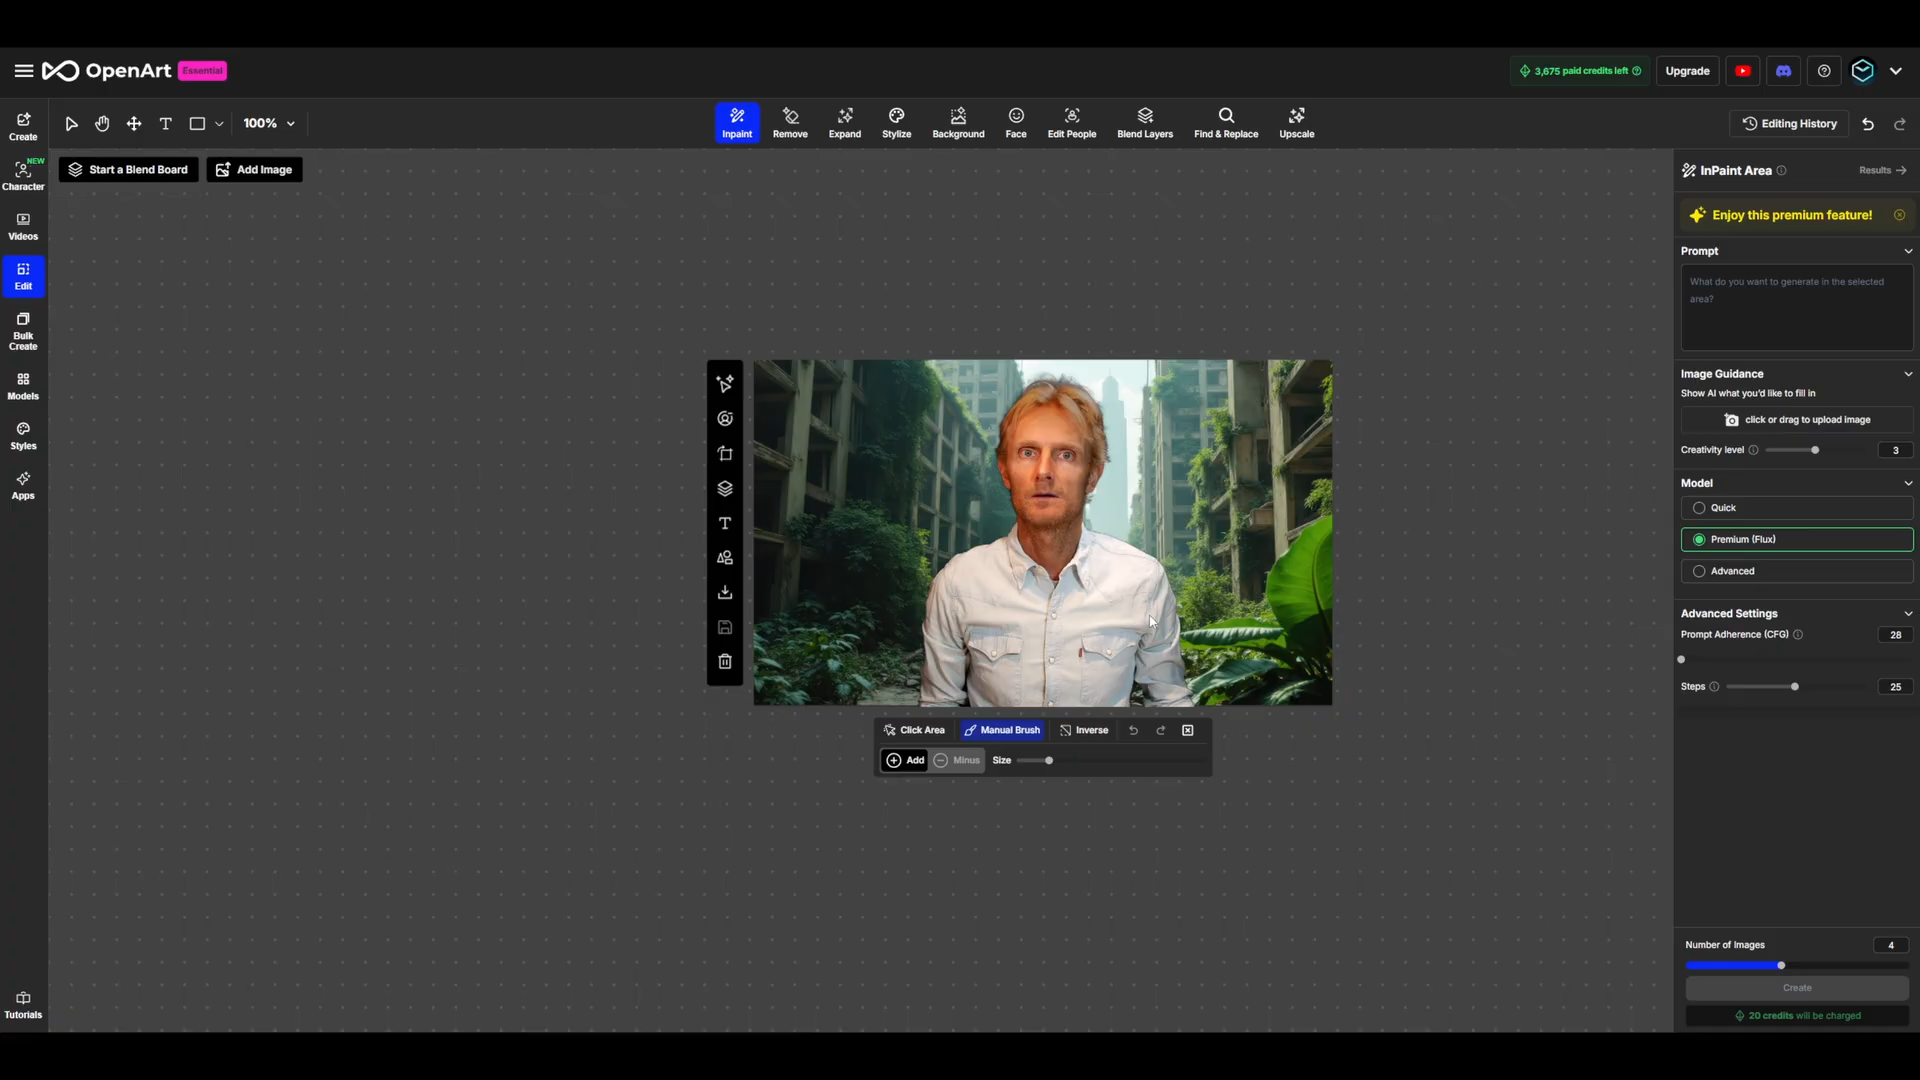 OpenArt Essential
3,675 paid credits left
Upgrade
Create
NEW
Character
Videos
Edit
Bulk
Create
Models
Styles
Apps
Tutorials
100%
Inpaint
Remove
Expand
Stylize
Background
Face
Edit People
Blend Layers
Find & Replace
Upscale
Editing History
Start a Blend Board
Add Image
Click Area
Manual Brush
Inverse
Add
Minus
Size
InPaint Area
Results
Enjoy this premium feature!
Prompt
What do you want to generate in the selected
area?
Image Guidance
Show AI what you'd like to fill in
click or drag to upload image
Creativity level 3
Model
Quick
Premium (Flux)
Advanced
Advanced Settings
Prompt Adherence (CFG) 28
Steps 25
Number of Images 4
Create
20 credits will be charged